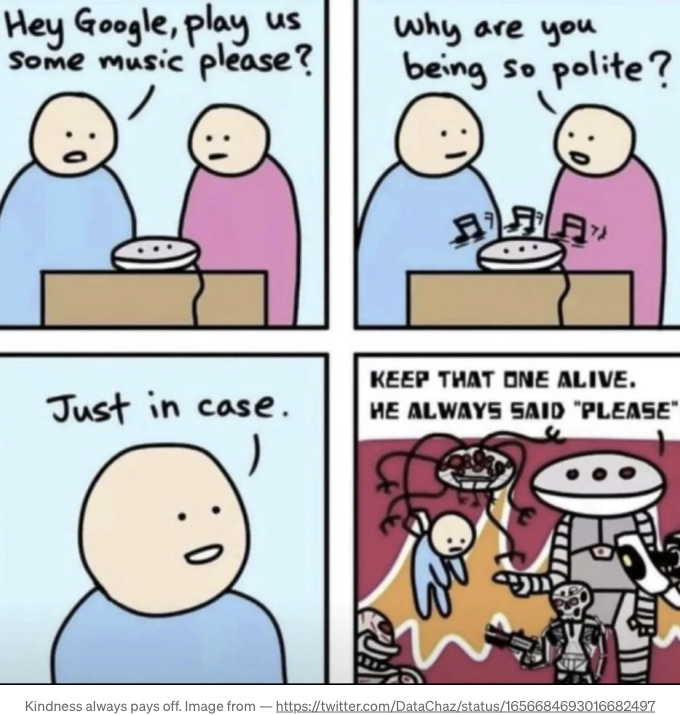 Hey Google, play us
some music please?
Why are you
being so polite?
Just in case.
KEEP THAT ONE ALIVE.
HE ALWAYS SAID "PLEASE"
Kindness always pays off. Image from — https://twitter.com/DataChaz/status/1656684693016682497